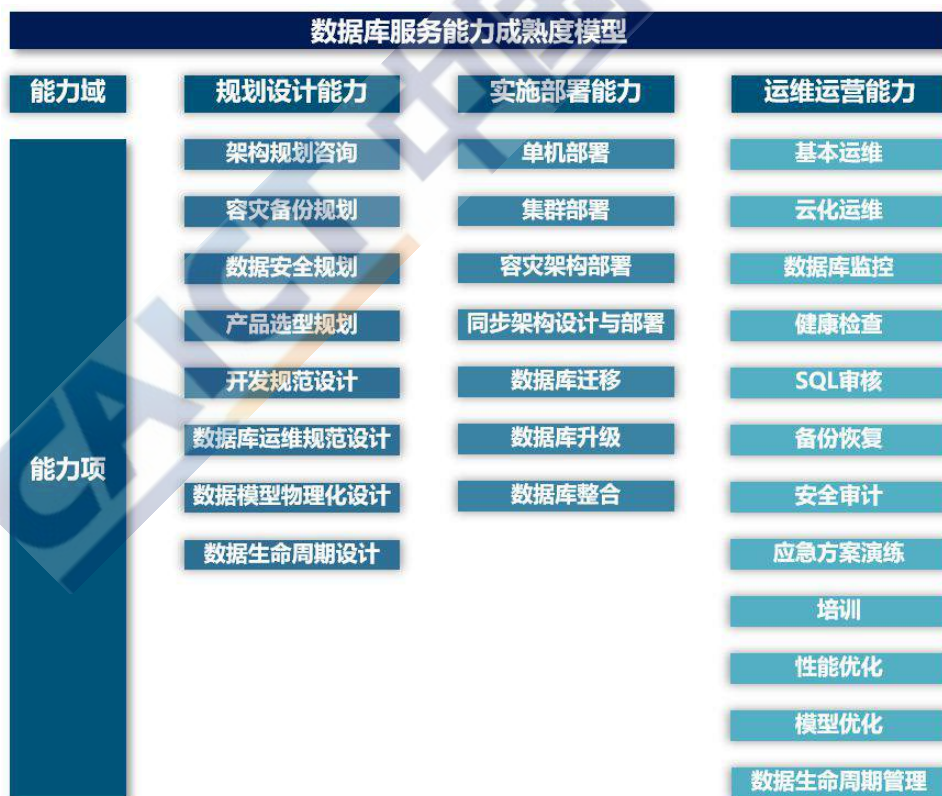 数据库服务能力成熟度模型
能力域
规划设计能力
实施部署能力
运维运营能力
能力项
架构规划咨询
单机部署
基本运维
容灾备份规划
集群部署
云化运维
数据安全规划
容灾架构部署
数据库监控
产品选型规划
同步架构设计与部署
健康检查
开发规范设计
数据库迁移
SQL审核
数据库运维规范设计
数据库升级
备份恢复
数据模型物理化设计
数据库整合
安全审计
数据生命周期设计
应急方案演练
培训
性能优化
模型优化
数据生命周期管理
CAICT 中